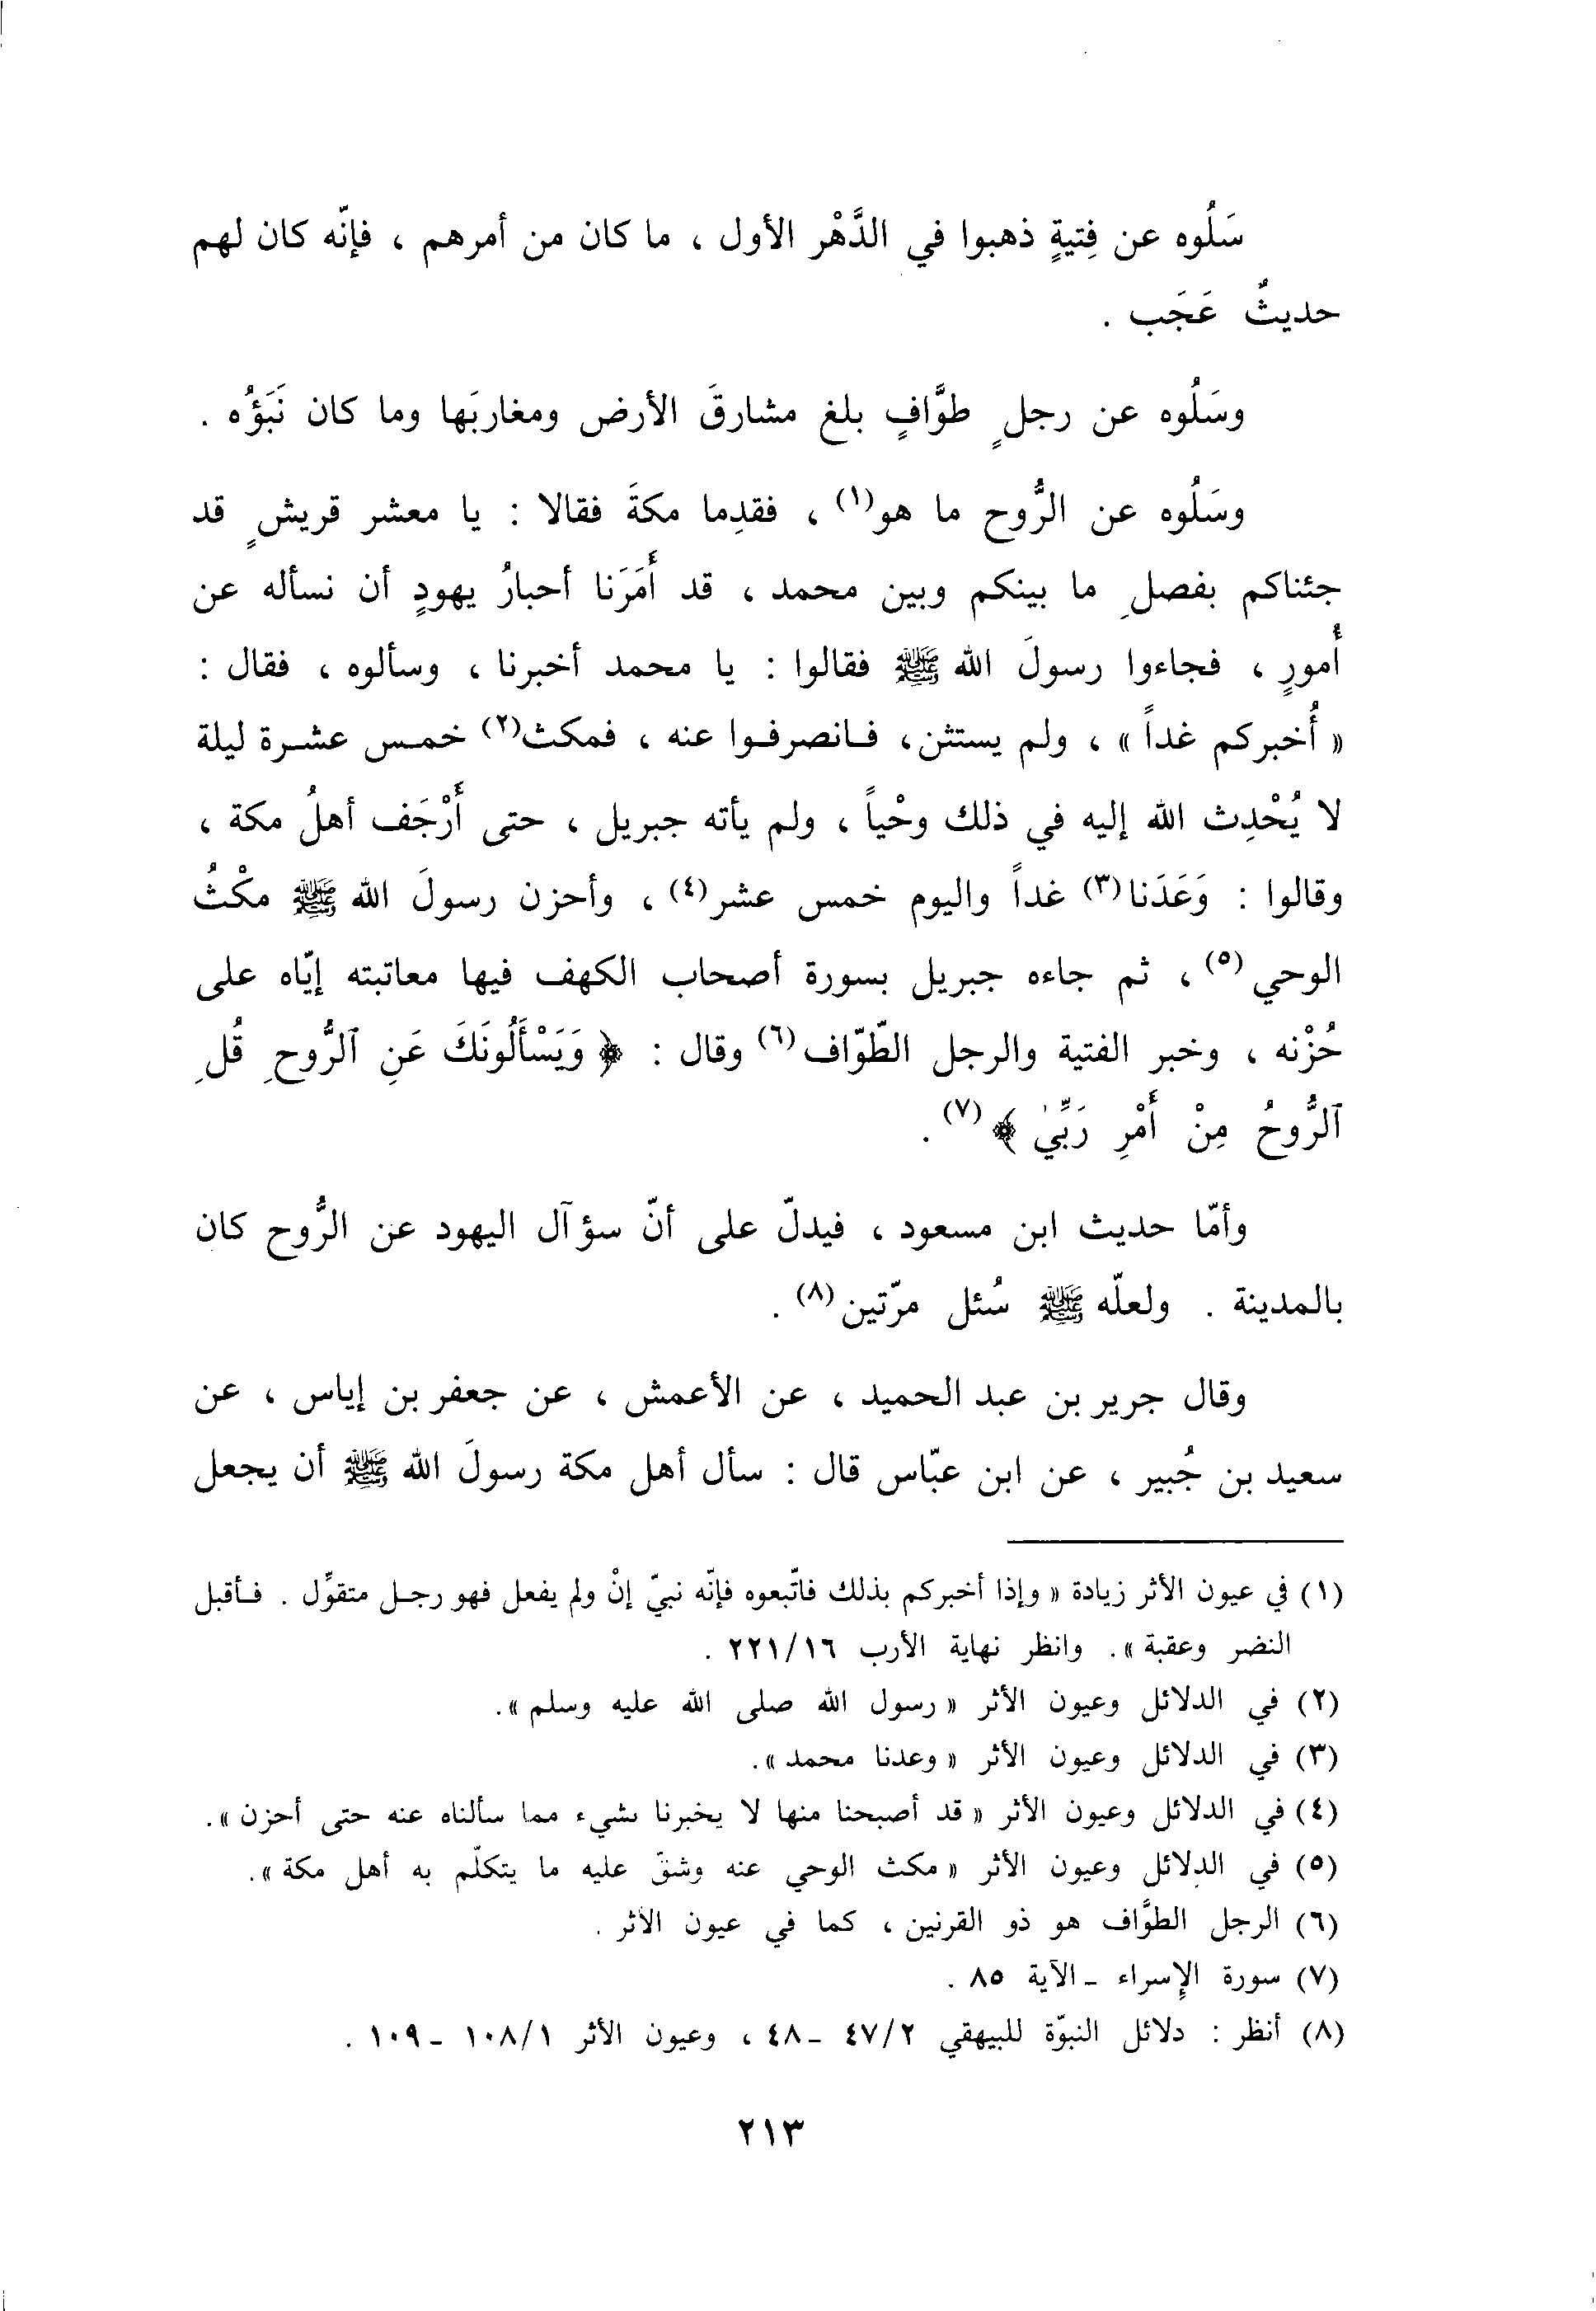 سَلُوه عن فِتيةٍ ذهبوا في الدَّهْر الأول ، ما كان من أمرهم ، فإنّه كان لهم
حديثٌ عَجَب .
وسَلُوه عن رجلٍ طوَّافٍ بلغ مشارقَ الأرض ومغاربَها وما كان نَبَؤُه .
وسَلُوه عن الرُّوح ما هو(١) ، فقدِما مكةَ فقالا : يا معشر قريشٍ قد
جئناكم بفصلِ ما بينكم وبين محمد ، قد أَمَرَنا أحبارُ يهودٍ أن نسأله عن
أُمورٍ ، فجاءوا رسولَ الله ﷺ فقالوا : يا محمد أخبرنا ، وسألوه ، فقال :
« أُخبركم غداً » ، ولم يستثن، فـانصرفـوا عنه ، فمكث(٢) خمـس عشـرة ليلة
لا يُحْدِث الله إليه في ذلك وحْياً ، ولم يأته جبريل ، حتى أَرْجَف أهلُ مكة ،
وقالوا : وَعَدَنا(٣) غداً واليوم خمس عشر(٤) ، وأحزن رسولَ الله ﷺ مكْثُ
الوحي(٥) ، ثم جاءه جبريل بسورة أصحاب الكهف فيها معاتبته إيّاه على
حُزْنه ، وخبر الفتية والرجل الطّوّاف(٦) وقال : ﴿ وَيَسْأَلُونَكَ عَنِ ٱلرُّوحِ قُلِ
ٱلرُّوحُ مِنْ أَمْرِ رَبِّي ﴾(٧) .
وأمّا حديث ابن مسعود ، فيدلّ على أنّ سؤآل اليهود عن الرُّوح كان
بالمدينة . ولعلّه ﷺ سُئل مرّتين(٨) .
وقال جرير بن عبد الحميد ، عن الأعمش ، عن جعفر بن إياس ، عن
سعيد بن جُبير ، عن ابن عبّاس قال : سأل أهل مكة رسولَ الله ﷺ أن يجعل
(١) في عيون الأثر زيادة « وإذا أخبركم بذلك فاتّبعوه فإنّه نبيّ إنْ ولم يفعل فهو رجـل متقوِّل . فـأقبل
النضر وعقبة ». وانظر نهاية الأرب ٢٢١/١٦ .
(٢) في الدلائل وعيون الأثر « رسول الله صلى الله عليه وسلم ».
(٣) في الدلائل وعيون الأثر « وعدنا محمد ».
(٤) في الدلائل وعيون الأثر « قد أصبحنا منها لا يخبرنا بشيء مما سألناه عنه حتى أحزن ».
(٥) في الدلائل وعيون الأثر « مكث الوحي عنه وشقّ عليه ما يتكلّم به أهل مكة ».
(٦) الرجل الطوَّاف هو ذو القرنين ، كما في عيون الأثر .
(٧) سورة الإسراء - الآية ٨٥ .
(٨) أنظر : دلائل النبوّة للبيهقي ٤٧/٢ - ٤٨ ، وعيون الأثر ١٠٨/١ - ١٠٩ .
٢١٣